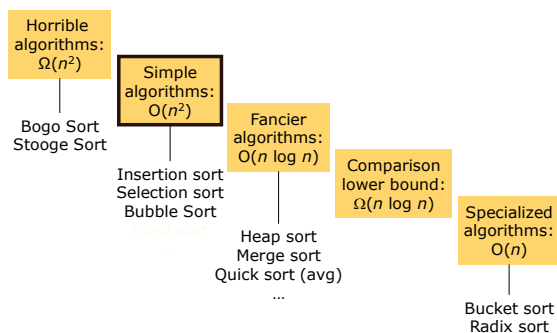 Horrible
algorithms:
Ω(n²)
Bogo Sort
Stooge Sort
Simple
algorithms:
O(n²)
Insertion sort
Selection sort
Bubble Sort
Shell sort
Fancier
algorithms:
O(n log n)
Heap sort
Merge sort
Quick sort (avg)
…
Comparison
lower bound:
Ω(n log n)
Specialized
algorithms:
O(n)
Bucket sort
Radix sort